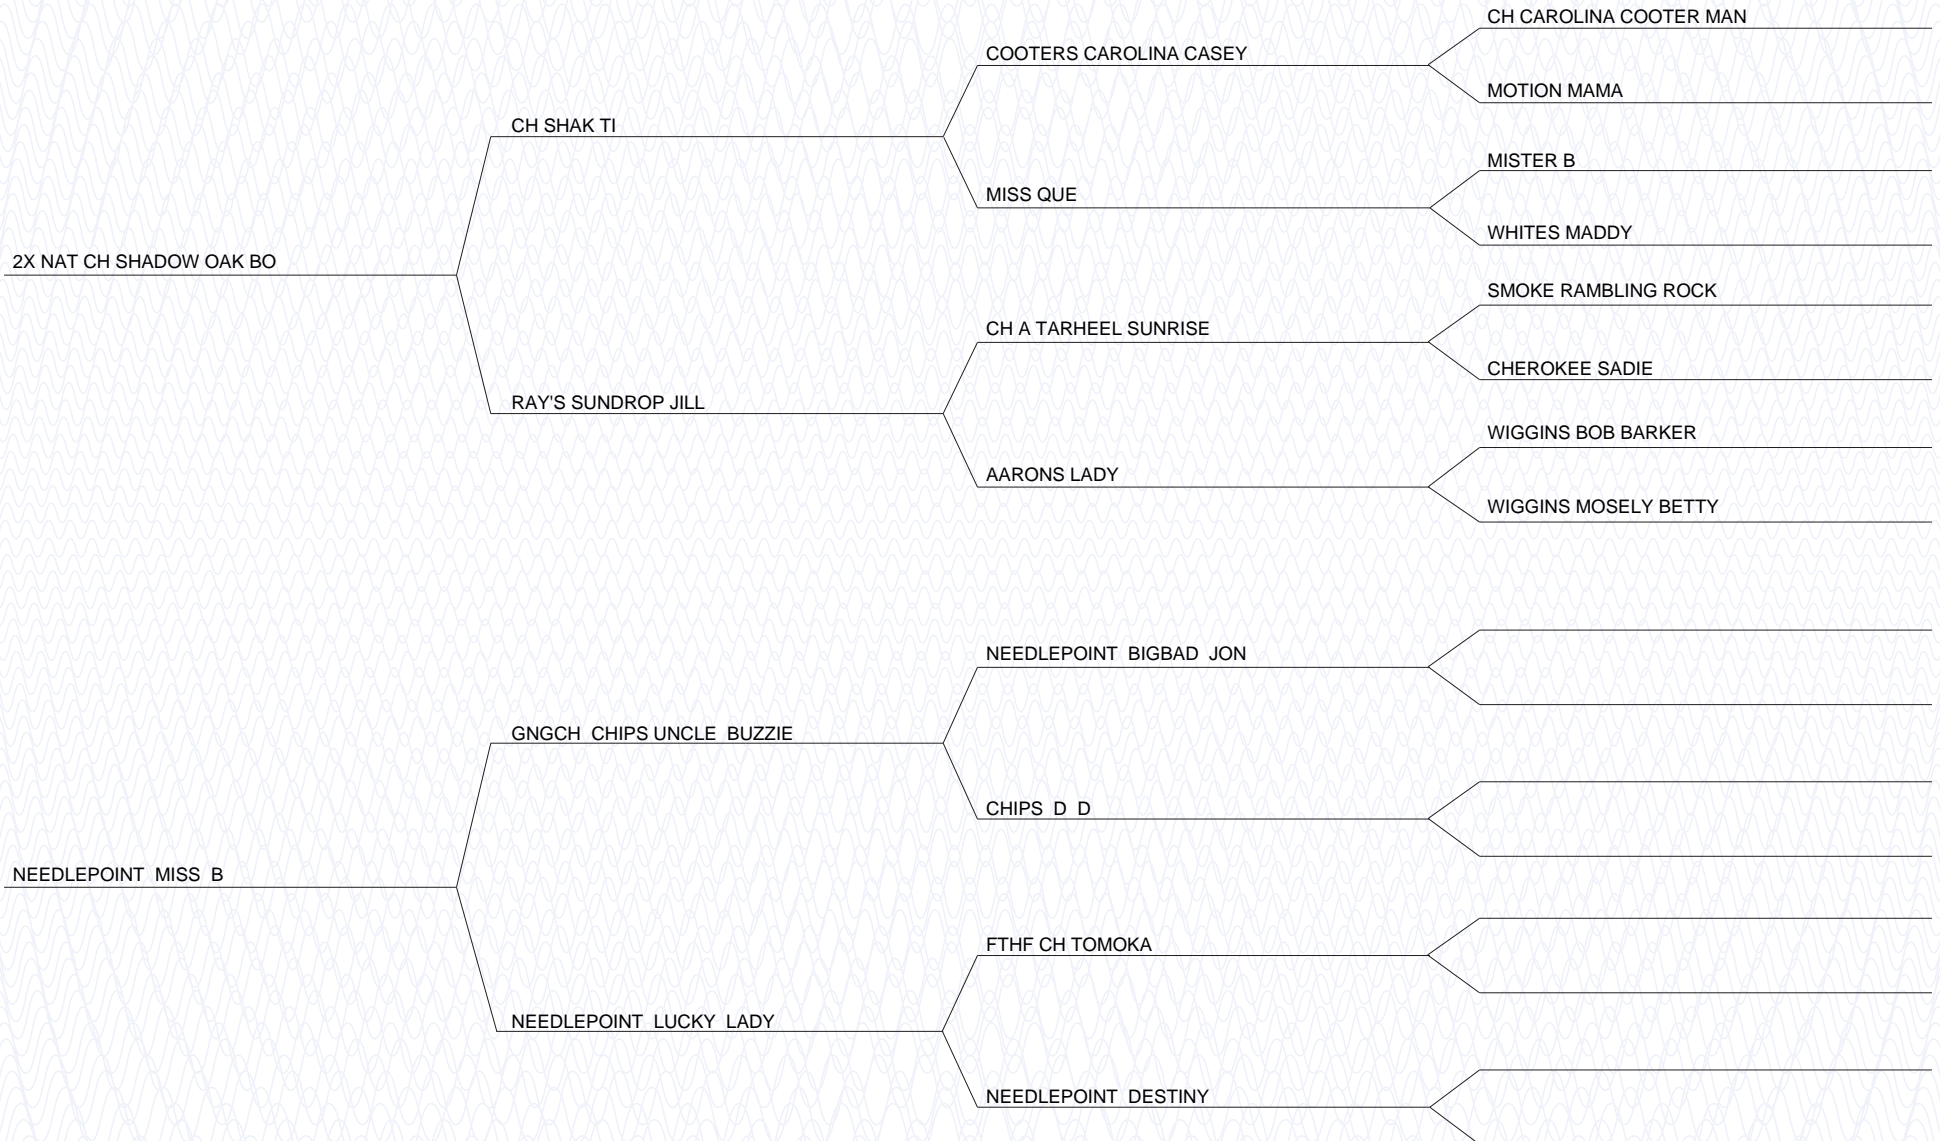 CH CAROLINA COOTER MAN
COOTERS CAROLINA CASEY
MOTION MAMA
CH SHAK TI
MISTER B
MISS QUE
WHITES MADDY
2X NAT CH SHADOW OAK BO
SMOKE RAMBLING ROCK
CH A TARHEEL SUNRISE
CHEROKEE SADIE
RAY'S SUNDROP JILL
WIGGINS BOB BARKER
AARONS LADY
WIGGINS MOSELY BETTY
NEEDLEPOINT  BIGBAD  JON
GNGCH  CHIPS UNCLE  BUZZIE
CHIPS  D  D
NEEDLEPOINT  MISS  B
FTHF CH TOMOKA
NEEDLEPOINT  LUCKY  LADY
NEEDLEPOINT  DESTINY